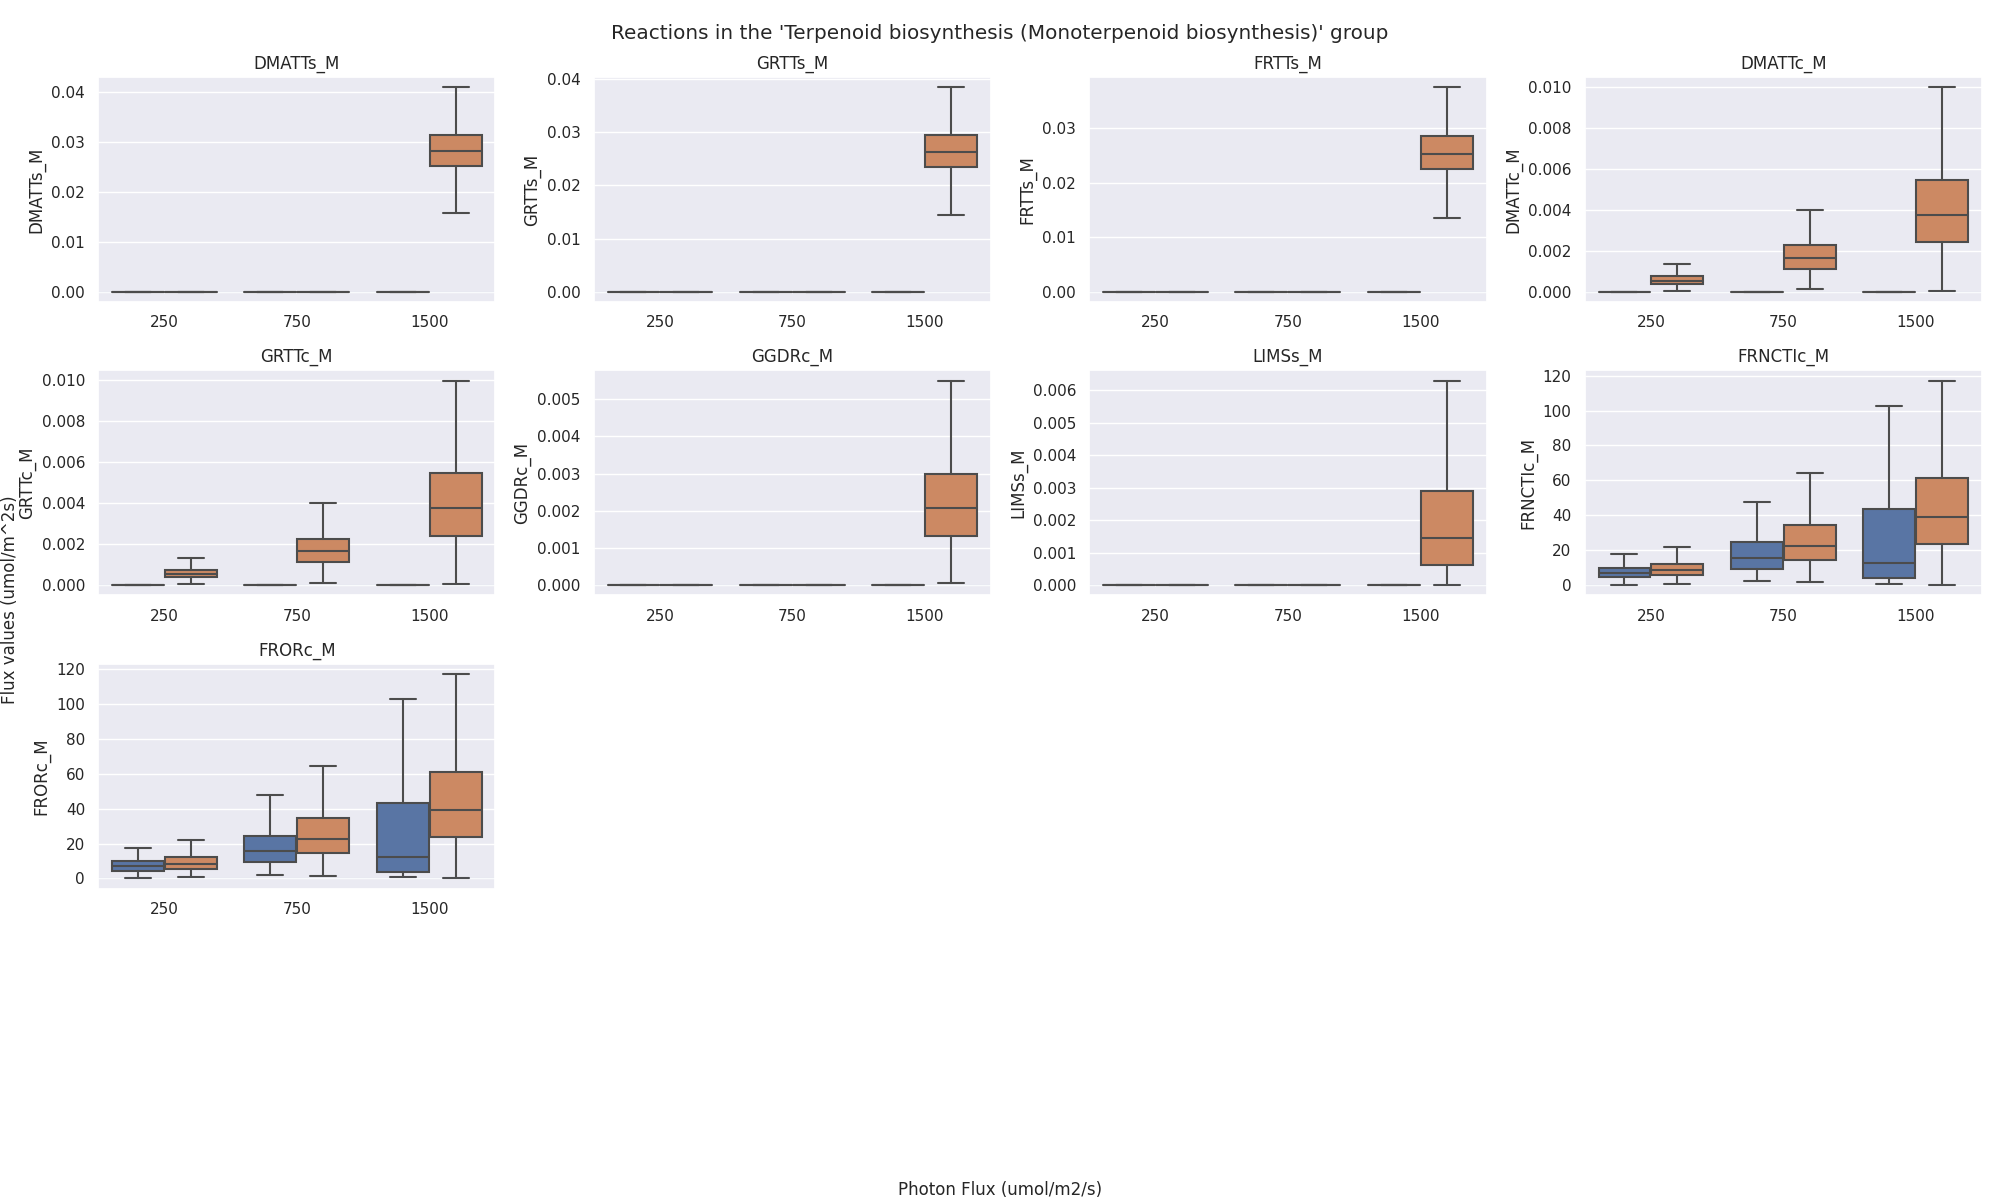 Reactions in the 'Terpenoid biosynthesis (Monoterpenoid biosynthesis)' group
DMATTs_M
DMATTs_M
0.04
0.03
0.02
0.01
0.00
250 750 1500
GRTTs_M
GRTTs_M
0.04
0.03
0.02
0.01
0.00
250 750 1500
FRTTs_M
FRTTs_M
0.03
0.02
0.01
0.00
250 750 1500
DMATTc_M
DMATTc_M
0.010
0.008
0.006
0.004
0.002
0.000
250 750 1500
GRTTc_M
GRTTc_M
0.010
0.008
0.006
0.004
0.002
0.000
250 750 1500
GGDRc_M
GGDRc_M
0.005
0.004
0.003
0.002
0.001
0.000
250 750 1500
LIMSs_M
LIMSs_M
0.006
0.005
0.004
0.003
0.002
0.001
0.000
250 750 1500
FRNCTIc_M
FRNCTIc_M
120
100
80
60
40
20
0
250 750 1500
FRORc_M
FRORc_M
120
100
80
60
40
20
0
250 750 1500
Flux values (umol/m^2s)
Photon Flux (umol/m2/s)